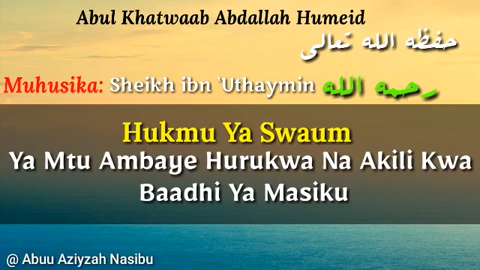 Abul Khatwaab Abdallah Humeid
حفظه الله تعالى
Muhusika: Sheikh ibn 'Uthaymin رحمه الله
Hukmu Ya Swaum
Ya Mtu Ambaye Hurukwa Na Akili Kwa
Baadhi Ya Masiku
@ Abuu Aziyzah Nasibu